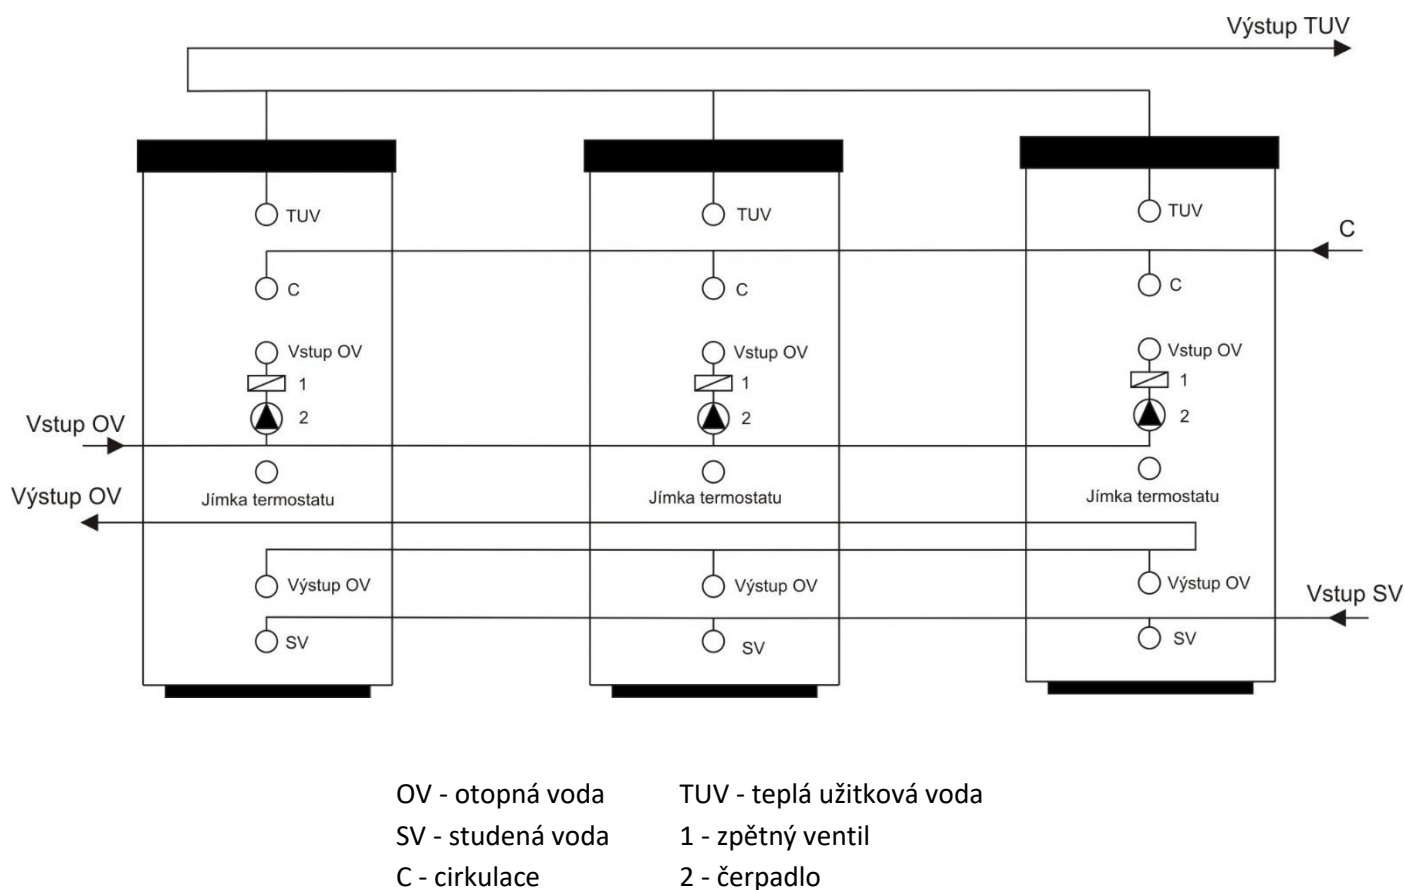 Výstup TUV
TUV
TUV
TUV
C
C
C
C
Vstup OV
Vstup OV
Vstup OV
1
1
1
2
2
2
Vstup OV
Výstup OV
Jímka termostatu
Jímka termostatu
Jímka termostatu
Výstup OV
Výstup OV
Výstup OV
Vstup SV
SV
SV
SV
OV - otopná voda
TUV - teplá užitková voda
SV - studená voda
1 - zpětný ventil
C - cirkulace
2 - čerpadlo